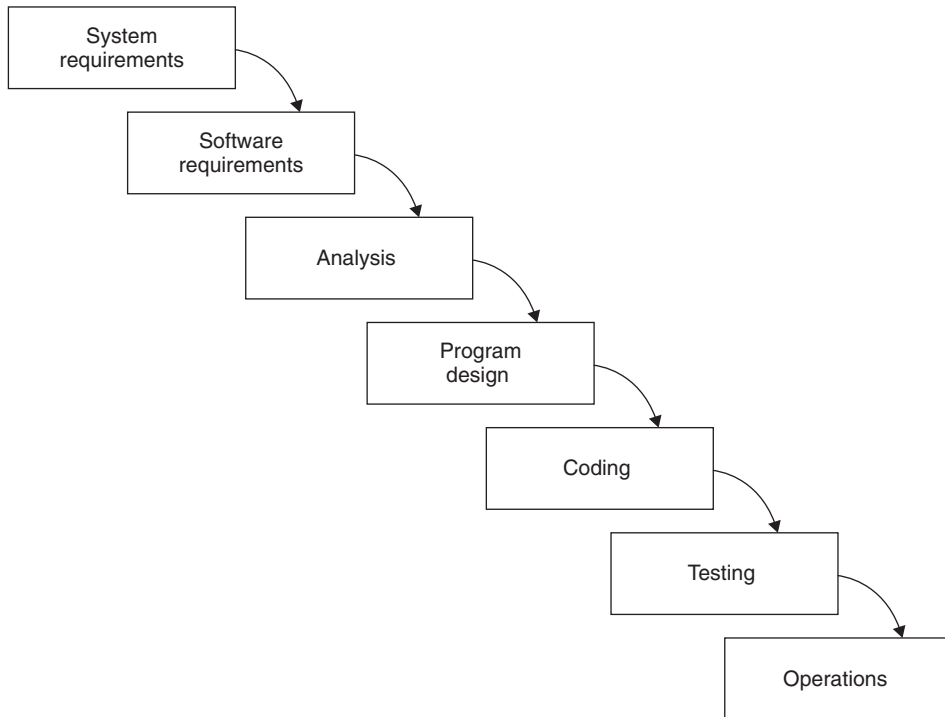 System
requirements
Software
requirements
Analysis
Program
design
Coding
Testing
Operations